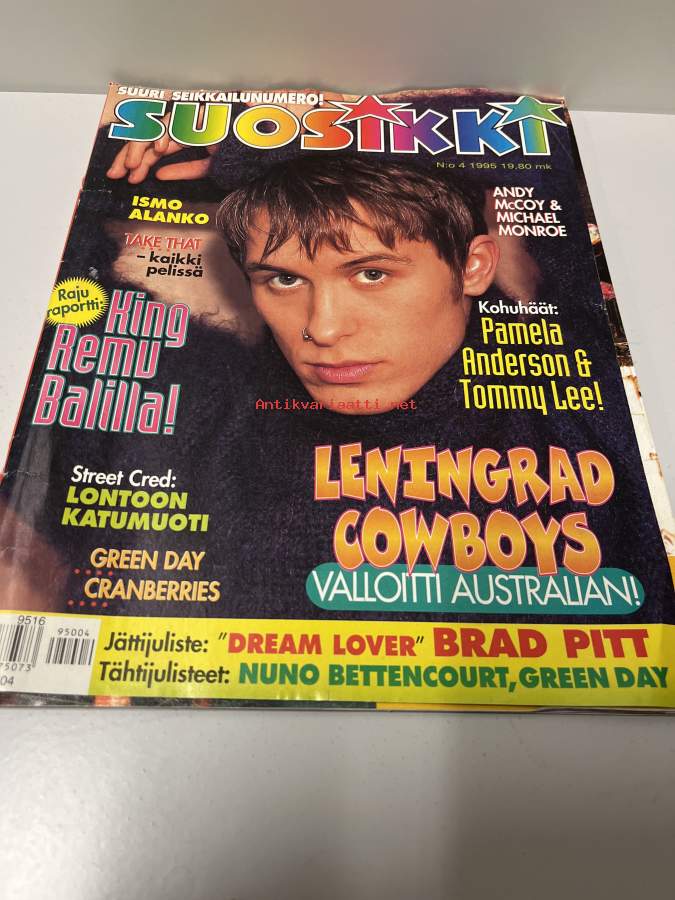 SUURI SEIKKAILUNUMERO!
SUOSIKKI
N:o 4 1995 19,80 mk
ISMO
ALANKO
TAKE THAT
– kaikki
pelissä
ANDY
McCOY &
MICHAEL
MONROE
Raju
raportti:
King
Remu
Balilla!
Kohuhäät:
Pamela
Anderson &
Tommy Lee!
Antikvariaatti.net
Street Cred:
LONTOON
KATUMUOTI
LENINGRAD
COWBOYS
VALLOITTI AUSTRALIAN!
GREEN DAY
CRANBERRIES
9516
95004
75073
04
Jättijuliste: "DREAM LOVER" BRAD PITT
Tähtijulisteet: NUNO BETTENCOURT, GREEN DAY